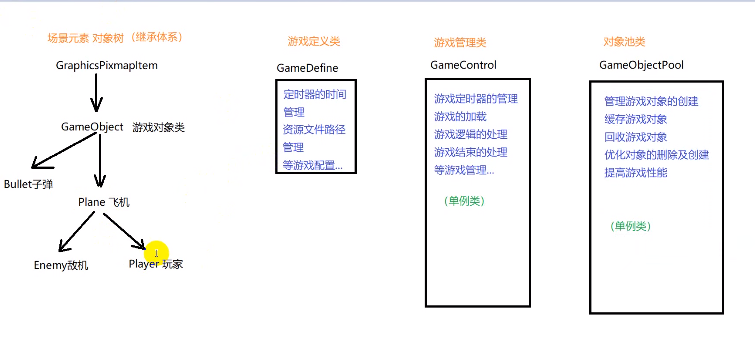 场景元素 对象树（继承体系）
GraphicsPixmapItem
GameObject 游戏对象类
Bullet子弹
Plane 飞机
Enemy敌机
Player 玩家
游戏定义类
GameDefine
定时器的时间
管理
资源文件路径
管理
等游戏配置...
游戏管理类
GameControl
游戏定时器的管理
游戏的加载
游戏逻辑的处理
游戏结束的处理
等游戏管理...
（单例类）
对象池类
GameObjectPool
管理游戏对象的创建
缓存游戏对象
回收游戏对象
优化对象的删除及创建
提高游戏性能
（单例类）